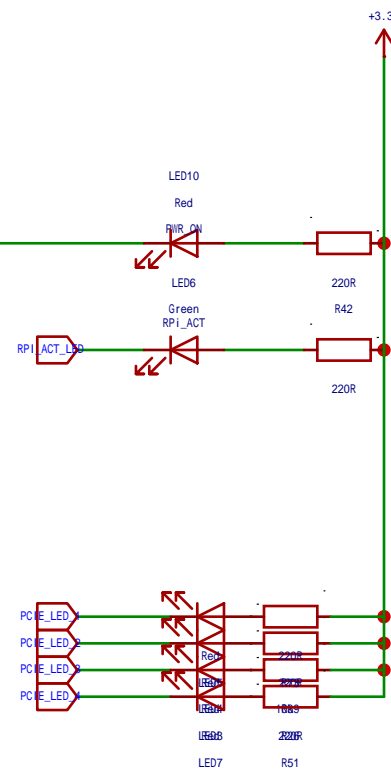 +3.3
LED10
Red
PWR_ON
LED6
220R
Green
R42
RPi_ACT
RPI_ACT_LED
220R
PCIE_LED_1
PCIE_LED_2
Red
220R
PCIE_LED_3
PCIE_LED_4
LED7
R51